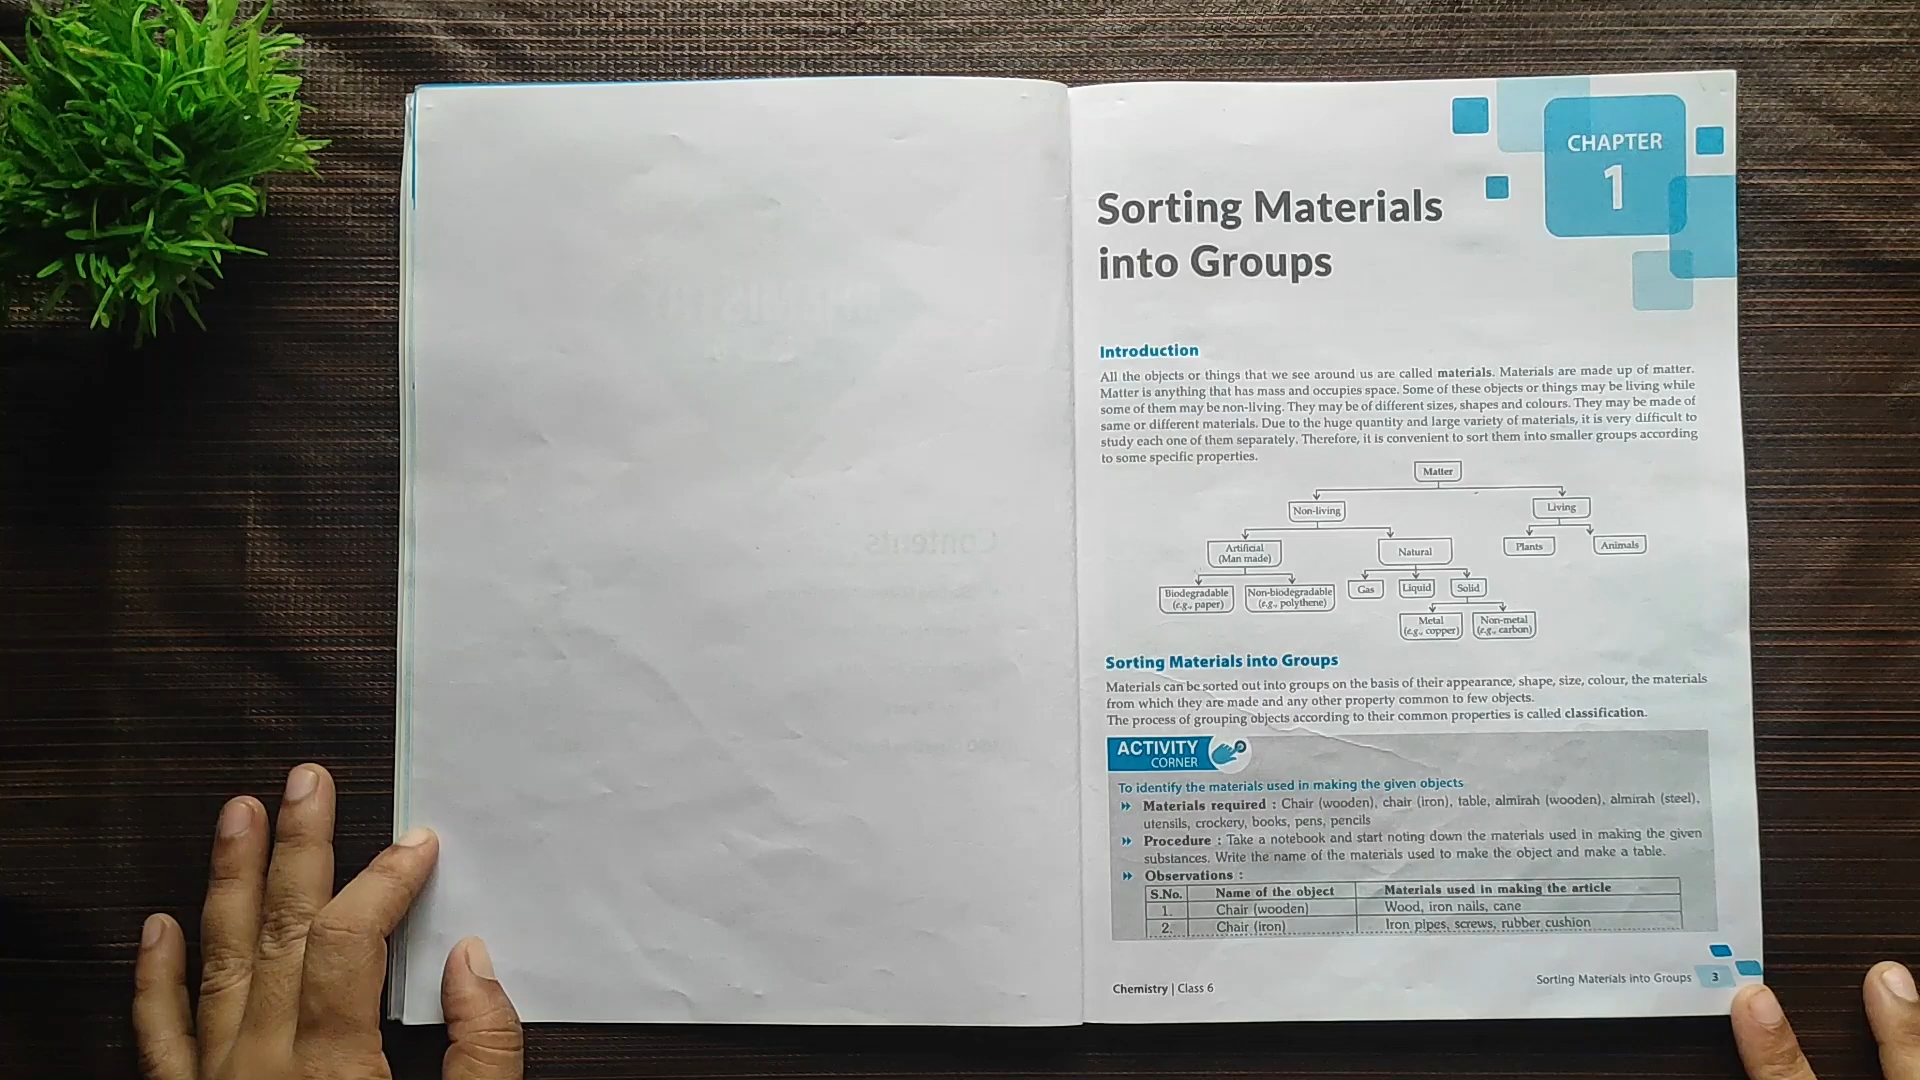 CHAPTER
1
Sorting Materials
into Groups
Introduction
All the objects or things that we see around us are called materials. Materials are made up of matter.
Matter is anything that has mass and occupies space. Some of these objects or things may be living while
some of them may be non-living. They may be of different sizes, shapes and colours. They may be made of
same or different materials. Due to the huge quantity and large variety of materials, it is very difficult to
study each one of them separately. Therefore, it is convenient to sort them into smaller groups according
to some specific properties.
Matter
Non-living
Living
Artificial
(Man made)
Natural
Plants
Animals
Biodegradable
(e.g., paper)
Non-biodegradable
(e.g., polythene)
Gas
Liquid
Solid
Metal
(e.g., copper)
Non-metal
(e.g., carbon)
Sorting Materials into Groups
Materials can be sorted out into groups on the basis of their appearance, shape, size, colour, the materials
from which they are made and any other property common to few objects.
The process of grouping objects according to their common properties is called classification.
ACTIVITY
CORNER
To identify the materials used in making the given objects
Materials required : Chair (wooden), chair (iron), table, almirah (wooden), almirah (steel),
utensils, crockery, books, pens, pencils
Procedure : Take a notebook and start noting down the materials used in making the given
substances. Write the name of the materials used to make the object and make a table.
Observations :
S.No. Name of the object Materials used in making the article
1. Chair (wooden) Wood, iron nails, cane
2. Chair (iron) Iron pipes, screws, rubber cushion
Chemistry | Class 6
Sorting Materials into Groups 3